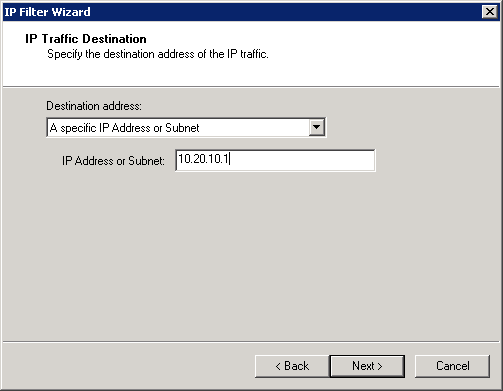 IP Filter Wizard
IP Traffic Destination
Specify the destination address of the IP traffic.
Destination address:
A specific IP Address or Subnet
IP Address or Subnet: 10.20.10.1
< Back Next > Cancel